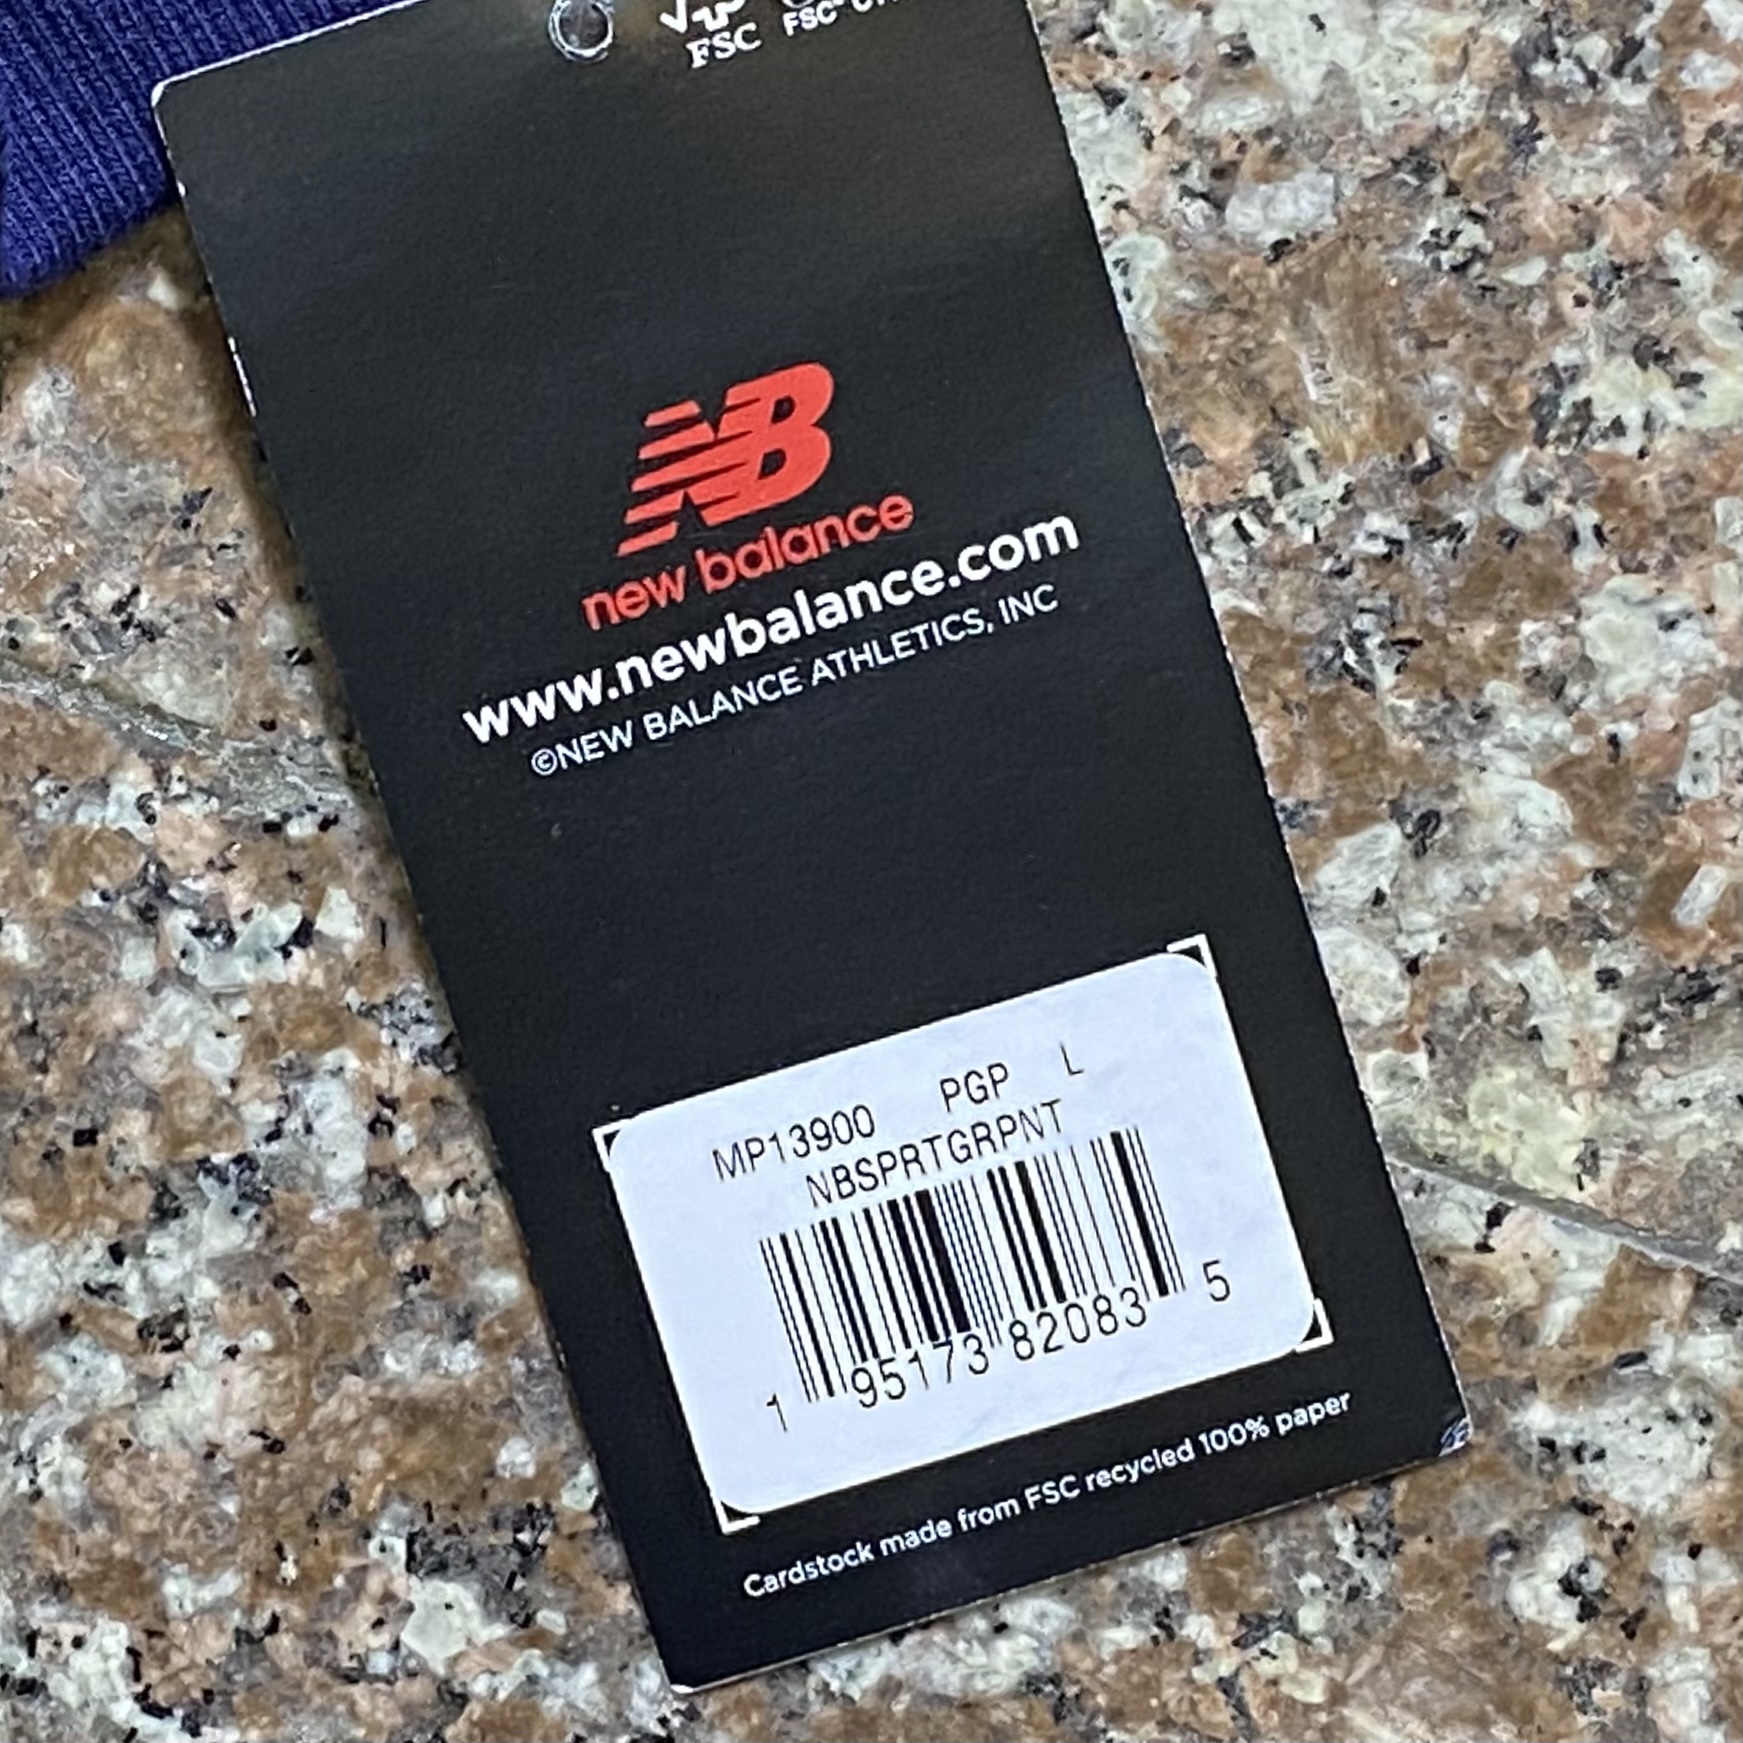 FSC
NB
new balance
www.newbalance.com
©NEW BALANCE ATHLETICS, INC
MP13900 PGP L
NBSPRTGRPNT
1 95173 82083 5
Cardstock made from FSC recycled 100% paper